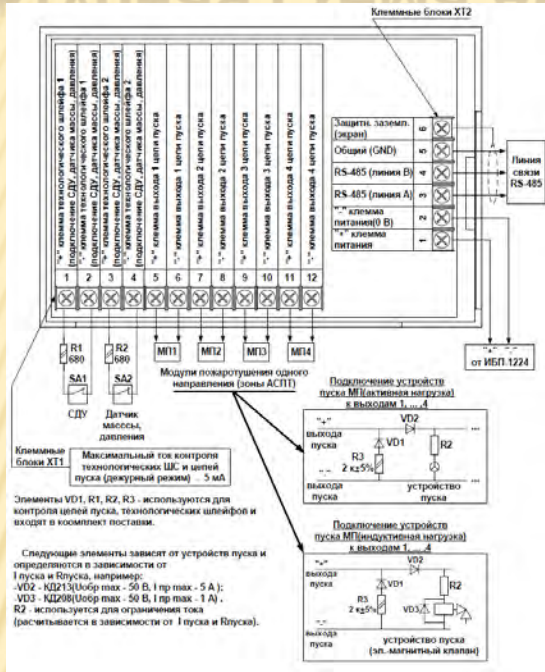 Клеммные блоки XT2
"+" клемма технологического шлейфа 1
(подключение СДУ, датчика массы, давления)
"-" клемма технологического шлейфа 1
(подключение СДУ, датчика массы, давления)
"+" клемма технологического шлейфа 2
(подключение СДУ, датчика массы, давления)
"-" клемма технологического шлейфа 2
(подключение СДУ, датчика массы, давления)
"+" клемма выхода 1 цепи пуска
"-" клемма выхода 1 цепи пуска
"+" клемма выхода 2 цепи пуска
"-" клемма выхода 2 цепи пуска
"+" клемма выхода 3 цепи пуска
"-" клемма выхода 3 цепи пуска
"+" клемма выхода 4 цепи пуска
"-" клемма выхода 4 цепи пуска
1 2 3 4 5 6 7 8 9 10 11 12
Защитн. заземл.
(экран)
6
Общий (GND)
5
RS-485 (линия B)
4
RS-485 (линия A)
3
"-" клемма
питания(0 В)
2
"+" клемма
питания
1
Линия
связи
RS-485
R1
680
R2
680
SA1
SA2
СДУ
Датчик
масссы,
давления
МП1
МП2
МП3
МП4
"-" "+"
от ИБП-1224
Модули пожаротушения одного
направления (зоны АСПТ)
Клеммные
блоки XT1
Максимальный ток контроля
технологических ШС и цепей
пуска (дежурный режим) - 5 мА
Элементы VD1, R1, R2, R3 - используются для
контроля цепей пуска, технологических шлейфов и
входят в коомплект поставки.
Следующие элементы зависят от устройств пуска и
определяются в зависимости от
I пуска и Rпуска, например:
-VD2 - КД213(Uобр max - 50 В, I пр max - 5 А);
-VD3 - КД208(Uобр max - 50 В, I пр max - 1 А).
R2 - используется для ограничения тока
(расчитывается в зависимости от I пуска и Rпуска).
Подключение устройств
пуска МП(активная нагрузка)
к выходам 1, ... ,4
"+"
выхода
пуска
VD2
VD1
R2
R3
2 к±5%
"-"
выхода
пуска
устройство
пуска
Подключение устройств
пуска МП(индуктивная нагрузка)
к выходам 1, ... ,4
"+"
выхода
пуска
VD2
VD1
R2
R3
2 к±5%
VD3
"-"
выхода
пуска
устройство пуска
(эл.-магнитный клапан)